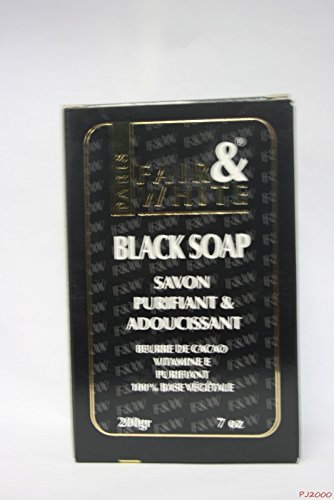 PARIS
FAIR &®
WHITE
BLACK SOAP
SAVON
PURIFIANT &
ADOUCISSANT
BEURRE DE CACAO
VITAMINE E
PURIFIANT
100% BASE VÉGÉTALE
200gr 7 oz
PJ2000